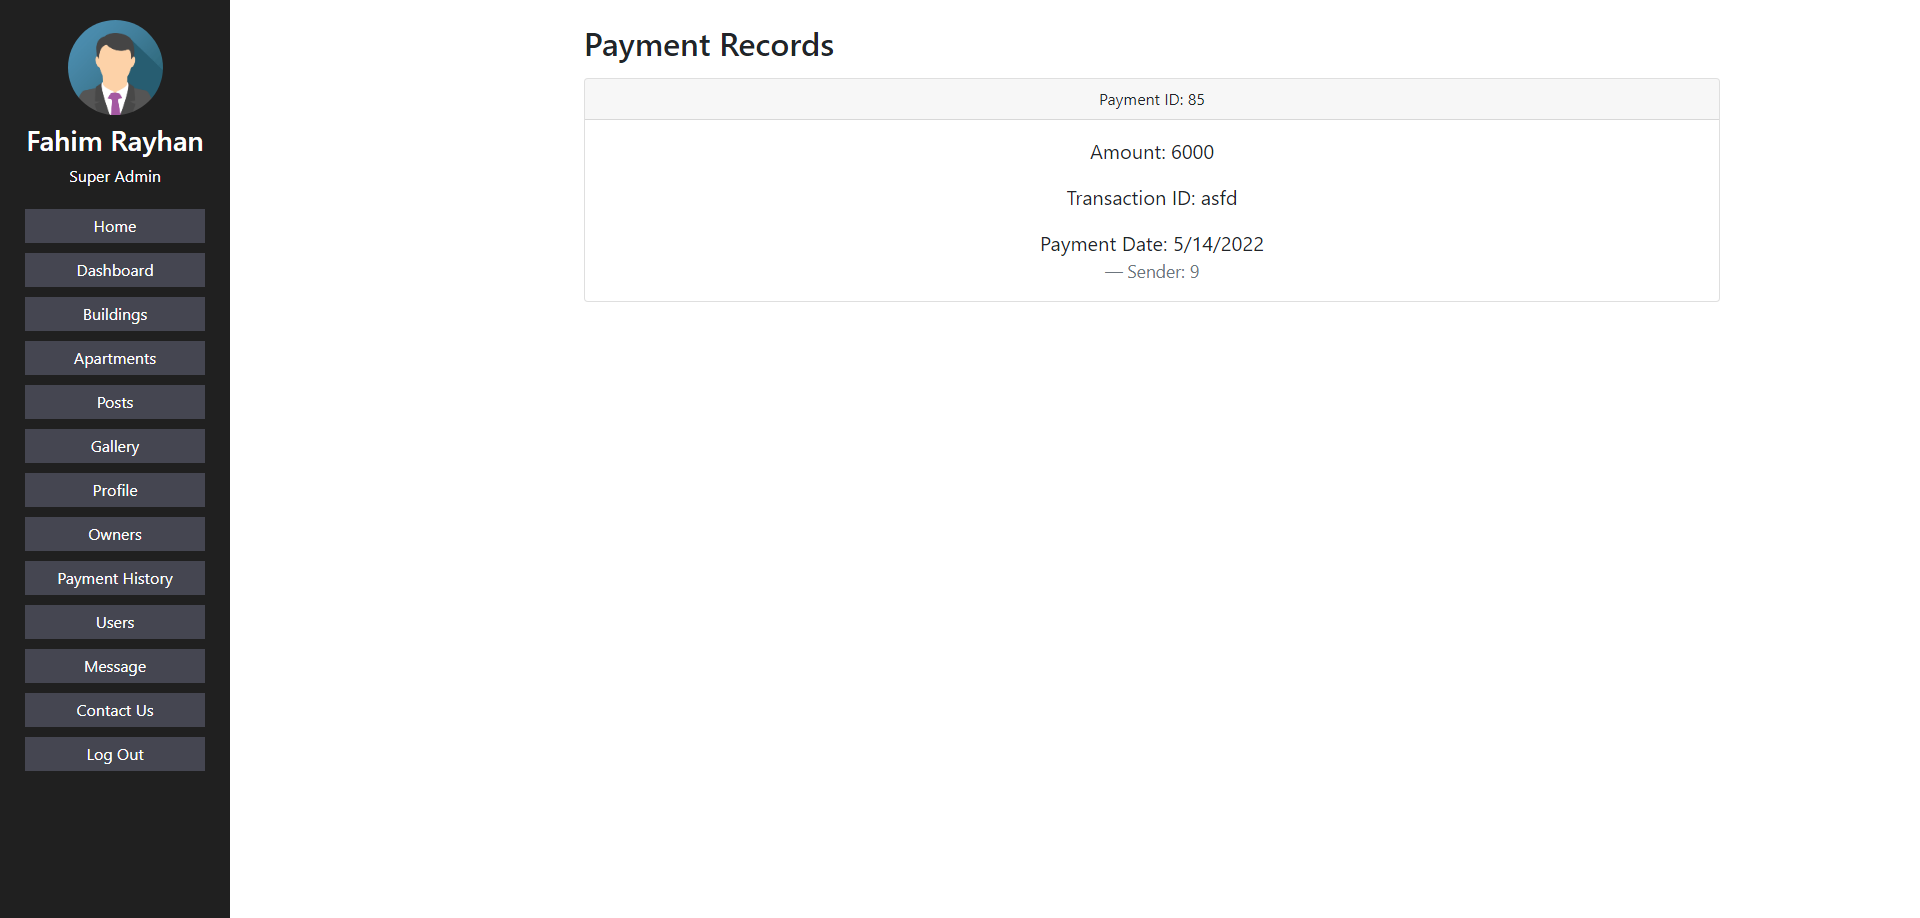 Fahim Rayhan
Super Admin
Home
Dashboard
Buildings
Apartments
Posts
Gallery
Profile
Owners
Payment History
Users
Message
Contact Us
Log Out
Payment Records
Payment ID: 85
Amount: 6000
Transaction ID: asfd
Payment Date: 5/14/2022
— Sender: 9